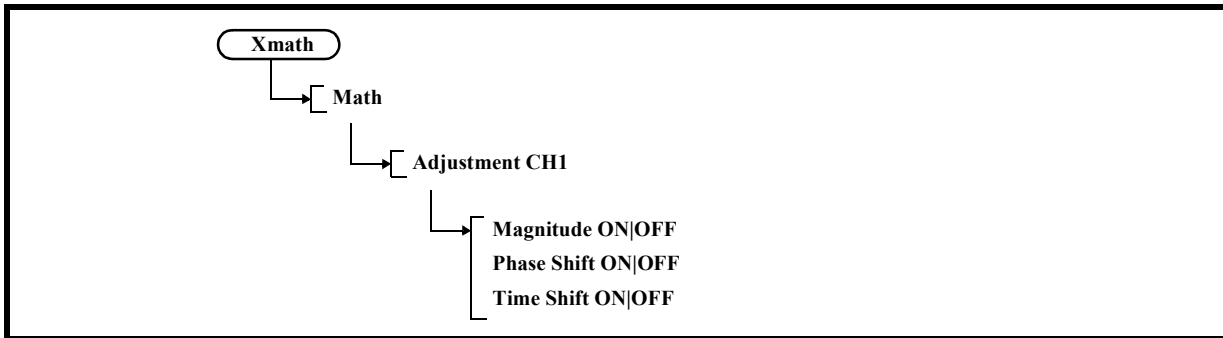 Xmath
Math
Adjustment CH1
Magnitude ON|OFF
Phase Shift ON|OFF
Time Shift ON|OFF